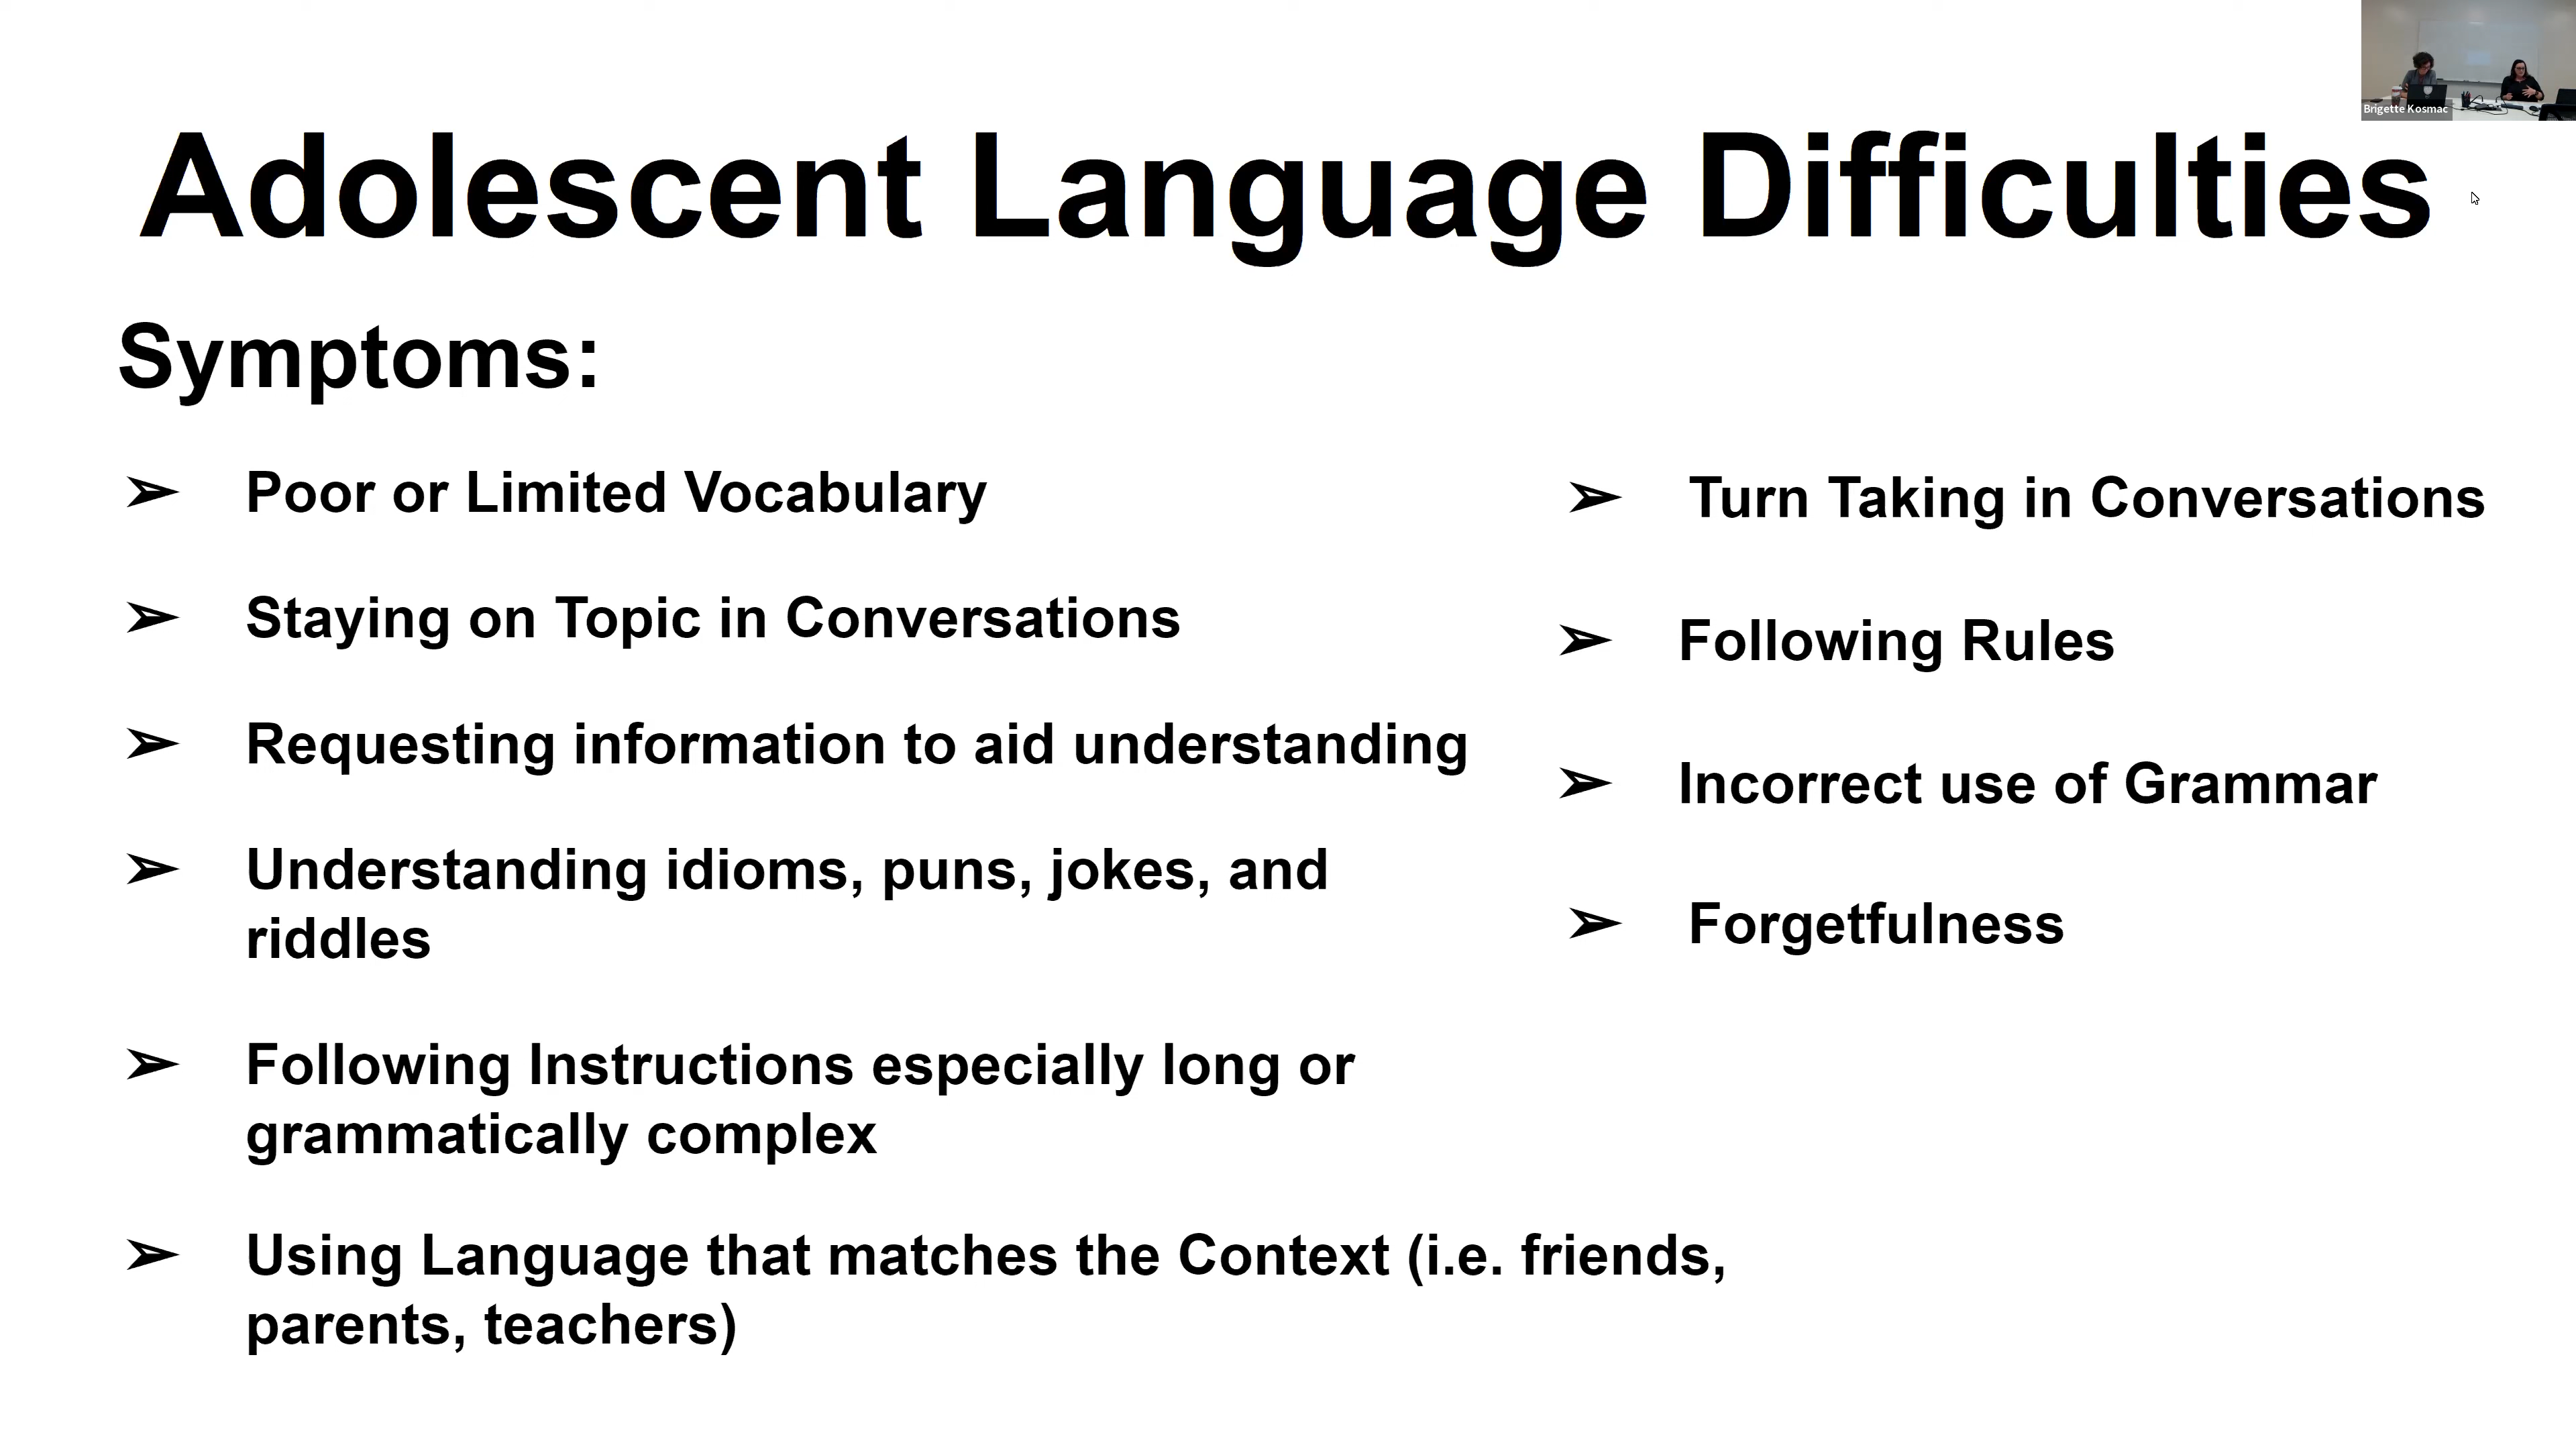 Brigette Kosmac
Adolescent Language Difficulties
Symptoms:
➢ Poor or Limited Vocabulary
➢ Staying on Topic in Conversations
➢ Requesting information to aid understanding
➢ Understanding idioms, puns, jokes, and
riddles
➢ Following Instructions especially long or
grammatically complex
➢ Using Language that matches the Context (i.e. friends,
parents, teachers)
➢ Turn Taking in Conversations
➢ Following Rules
➢ Incorrect use of Grammar
➢ Forgetfulness